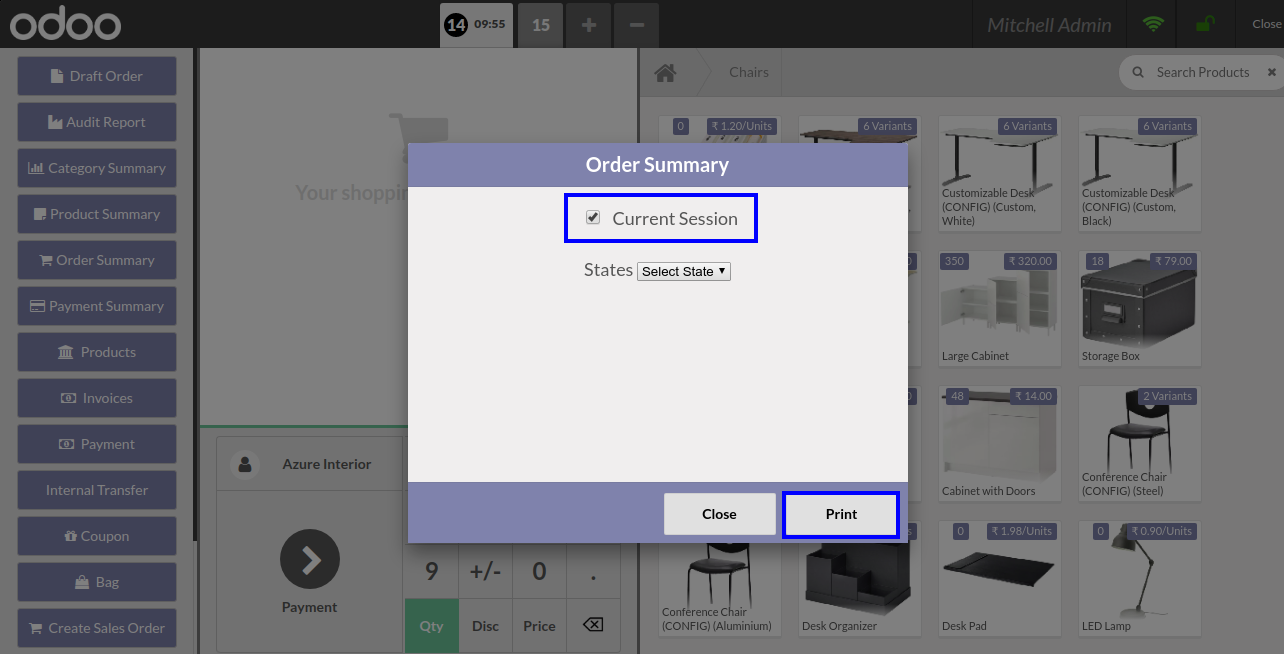 odoo
14 09:55
15
+
−
Mitchell Admin
Close
Draft Order
Audit Report
Category Summary
Product Summary
Order Summary
Payment Summary
Products
Invoices
Payment
Internal Transfer
Coupon
Bag
Create Sales Order
Your shoppin
Azure Interior
Payment
9
+/-
0
.
Qty
Disc
Price
Order Summary
Current Session
States
Select State
Close
Print
Chairs
Search Products
0
₹ 1.20/Units
6 Variants
6 Variants
Customizable Desk
(CONFIG) (Custom,
White)
6 Variants
Customizable Desk
(CONFIG) (Custom,
Black)
350
₹ 320.00
Large Cabinet
18
₹ 79.00
Storage Box
48
₹ 14.00
Cabinet with Doors
2 Variants
Conference Chair
(CONFIG) (Steel)
Conference Chair
(CONFIG) (Aluminium)
Desk Organizer
0
₹ 1.98/Units
Desk Pad
0
₹ 0.90/Units
LED Lamp